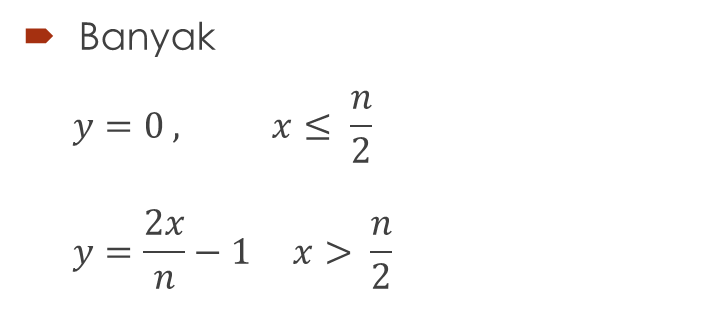 Banyak
y = 0 , x ≤ n/2
y = 2x/n − 1 x > n/2